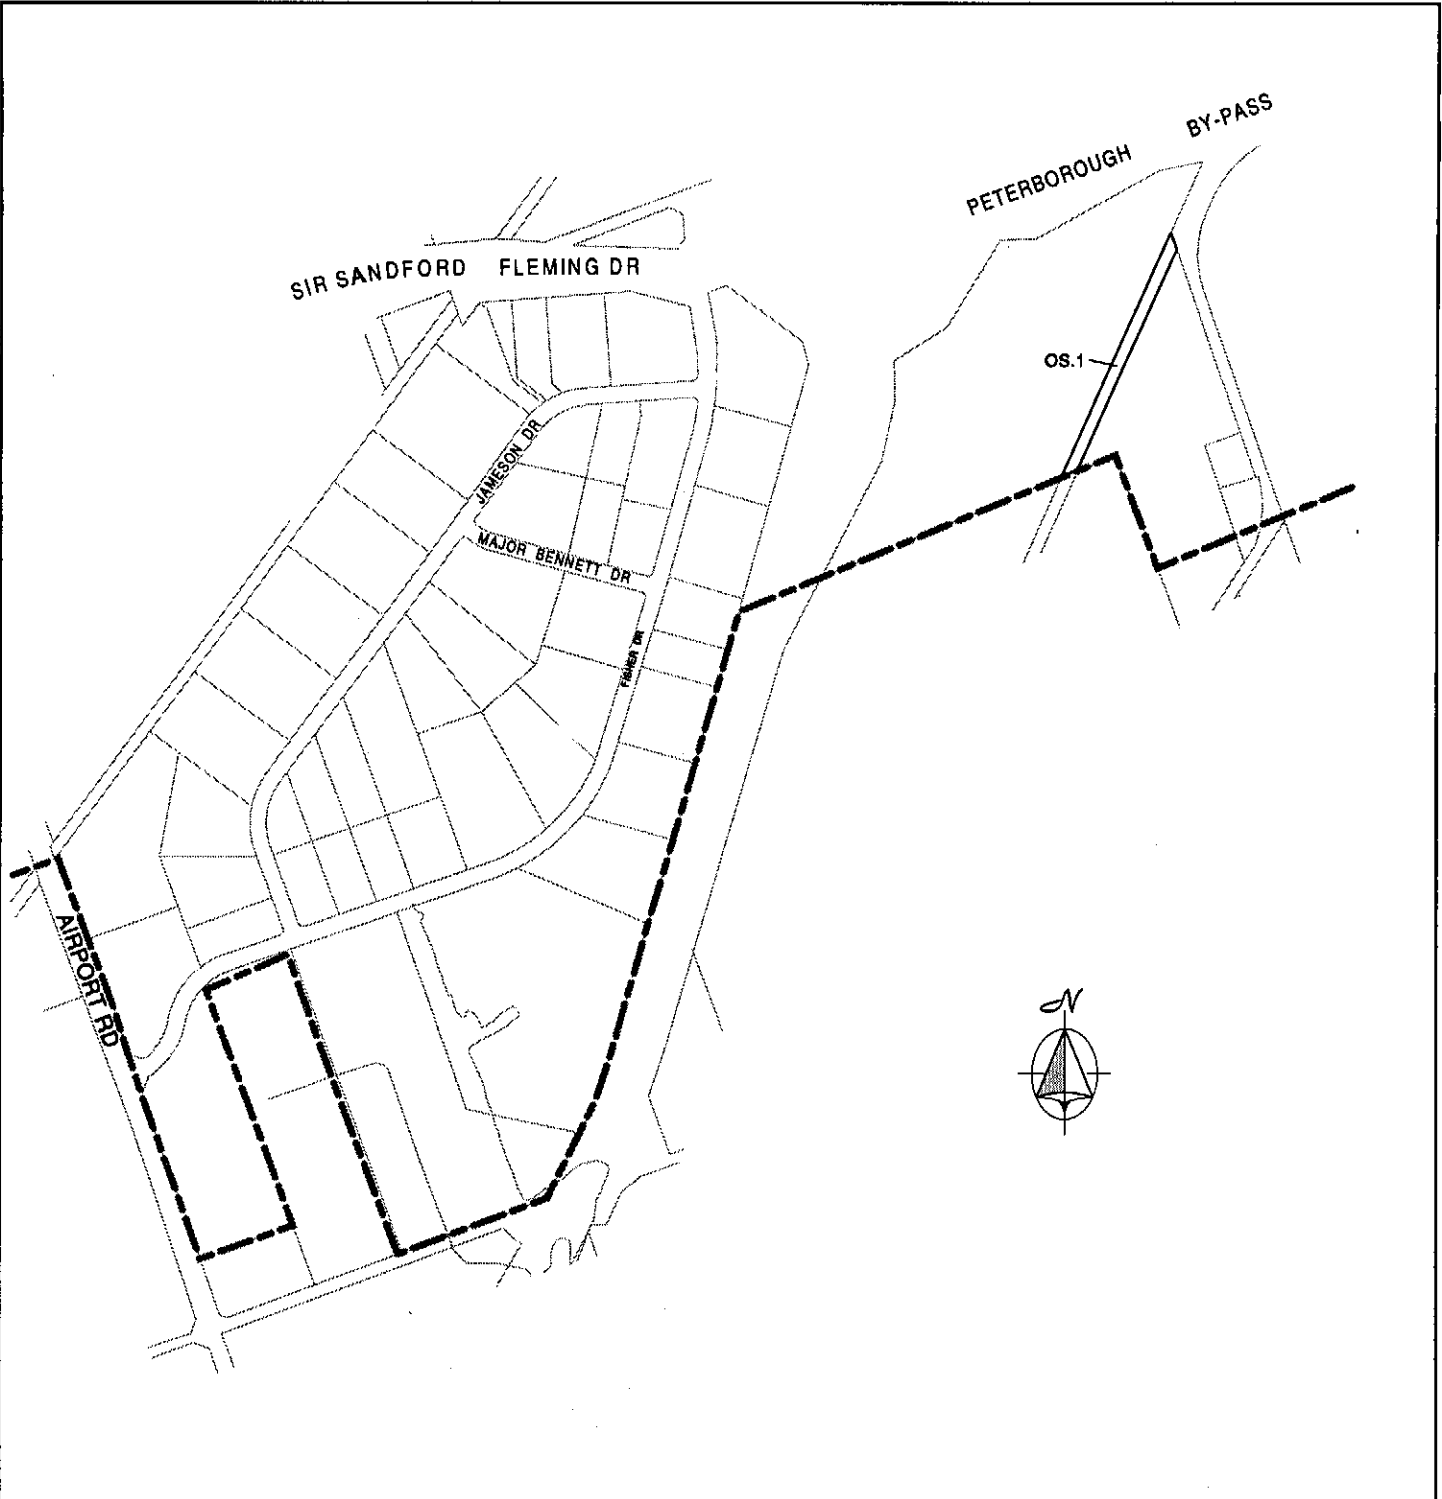 PETERBOROUGH BY-PASS
SIR SANDFORD FLEMING DR
OS.1
JAMESON DR
MAJOR BENNETT DR
FISHER DR
AIRPORT RD
N